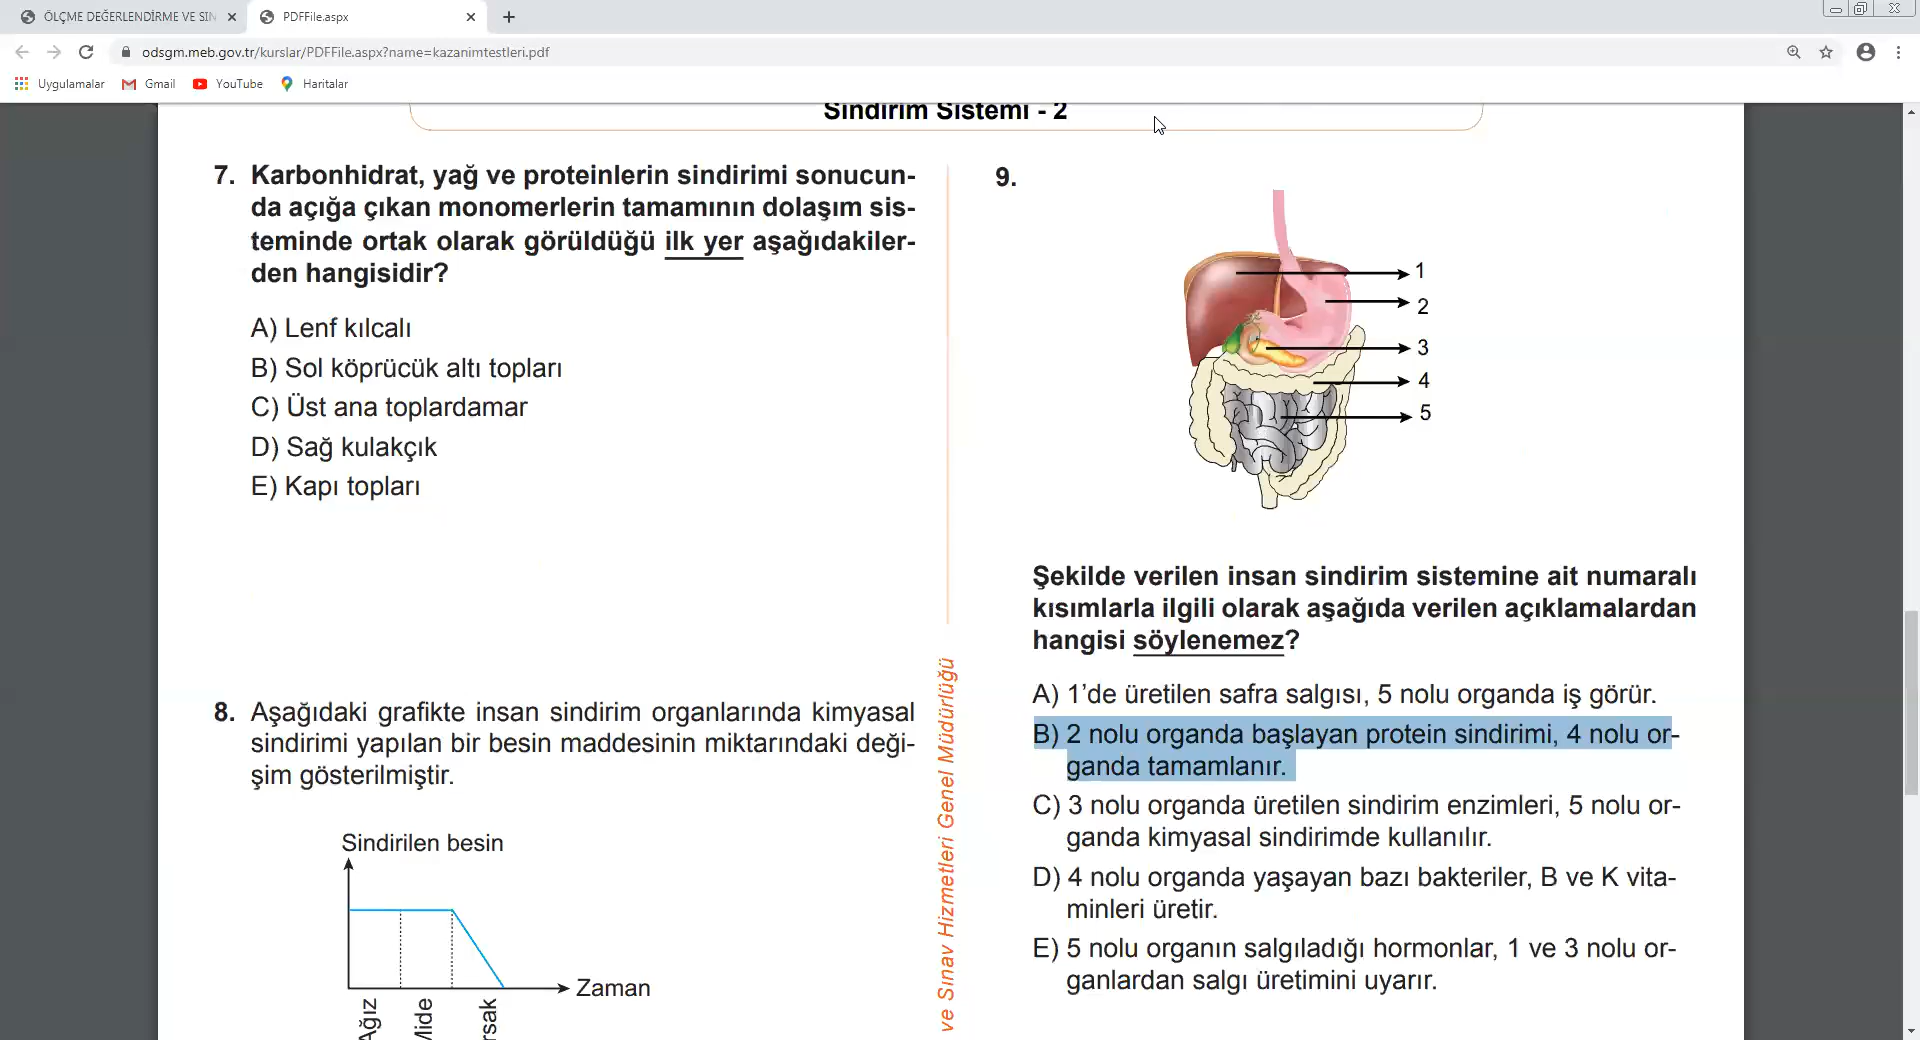 ÖLÇME DEĞERLENDİRME VE SIN
PDFFile.aspx
odsgm.meb.gov.tr/kurslar/PDFFile.aspx?name=kazanimtestleri.pdf
Uygulamalar
Gmail
YouTube
Haritalar
Sindirim Sistemi - 2
7. Karbonhidrat, yağ ve proteinlerin sindirimi sonucun-
da açığa çıkan monomerlerin tamamının dolaşım sis-
teminde ortak olarak görüldüğü ilk yer aşağıdakiler-
den hangisidir?
A) Lenf kılcalı
B) Sol köprücük altı topları
C) Üst ana toplardamar
D) Sağ kulakçık
E) Kapı topları
8. Aşağıdaki grafikte insan sindirim organlarında kimyasal
sindirimi yapılan bir besin maddesinin miktarındaki deği-
şim gösterilmiştir.
Sindirilen besin
Zaman
Ağız
Mide
rsak
ve Sınav Hizmetleri Genel Müdürlüğü
9.
1
2
3
4
5
Şekilde verilen insan sindirim sistemine ait numaralı
kısımlarla ilgili olarak aşağıda verilen açıklamalardan
hangisi söylenemez?
A) 1’de üretilen safra salgısı, 5 nolu organda iş görür.
B) 2 nolu organda başlayan protein sindirimi, 4 nolu or-
ganda tamamlanır.
C) 3 nolu organda üretilen sindirim enzimleri, 5 nolu or-
ganda kimyasal sindirimde kullanılır.
D) 4 nolu organda yaşayan bazı bakteriler, B ve K vita-
minleri üretir.
E) 5 nolu organın salgıladığı hormonlar, 1 ve 3 nolu or-
ganlardan salgı üretimini uyarır.